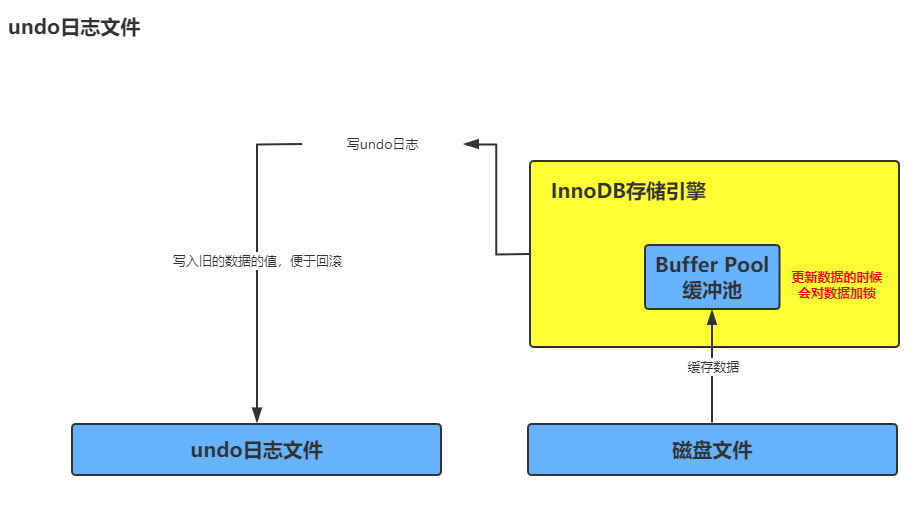 undo日志文件
写undo日志
InnoDB存储引擎
Buffer Pool
缓冲池
更新数据的时候
会对数据加锁
写入旧的数据的值，便于回滚
缓存数据
undo日志文件
磁盘文件